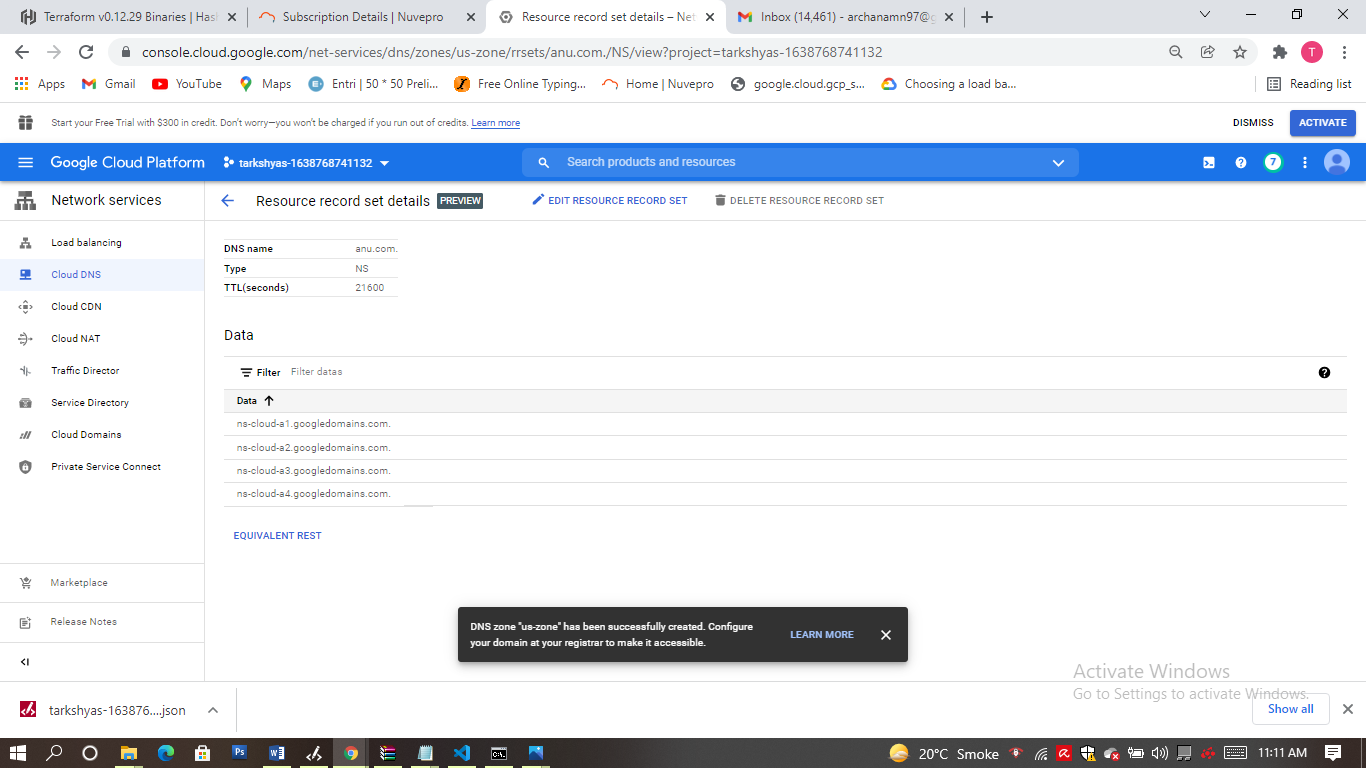 Terraform v0.12.29 Binaries | Has
Subscription Details | Nuvepro
Resource record set details – Net
Inbox (14,461) - archanamn97@g
console.cloud.google.com/net-services/dns/zones/us-zone/rrsets/anu.com./NS/view?project=tarkshyas-1638768741132
T
Apps
Gmail
YouTube
Maps
Entri | 50 * 50 Preli...
Free Online Typing...
Home | Nuvepro
google.cloud.gcp_s...
Choosing a load ba...
Reading list
Start your Free Trial with $300 in credit. Don't worry—you won't be charged if you run out of credits. Learn more
DISMISS
ACTIVATE
Google Cloud Platform
tarkshyas-1638768741132
Search products and resources
7
Network services
Resource record set details
PREVIEW
EDIT RESOURCE RECORD SET
DELETE RESOURCE RECORD SET
Load balancing
Cloud DNS
Cloud CDN
Cloud NAT
Traffic Director
Service Directory
Cloud Domains
Private Service Connect
DNS name anu.com.
Type NS
TTL(seconds) 21600
Data
Filter Filter datas
Data
ns-cloud-a1.googledomains.com.
ns-cloud-a2.googledomains.com.
ns-cloud-a3.googledomains.com.
ns-cloud-a4.googledomains.com.
EQUIVALENT REST
Marketplace
Release Notes
DNS zone "us-zone" has been successfully created. Configure
your domain at your registrar to make it accessible.
LEARN MORE
Activate Windows
Go to Settings to activate Windows.
tarkshyas-163876....json
Show all
Ps
20°C Smoke
11:11 AM